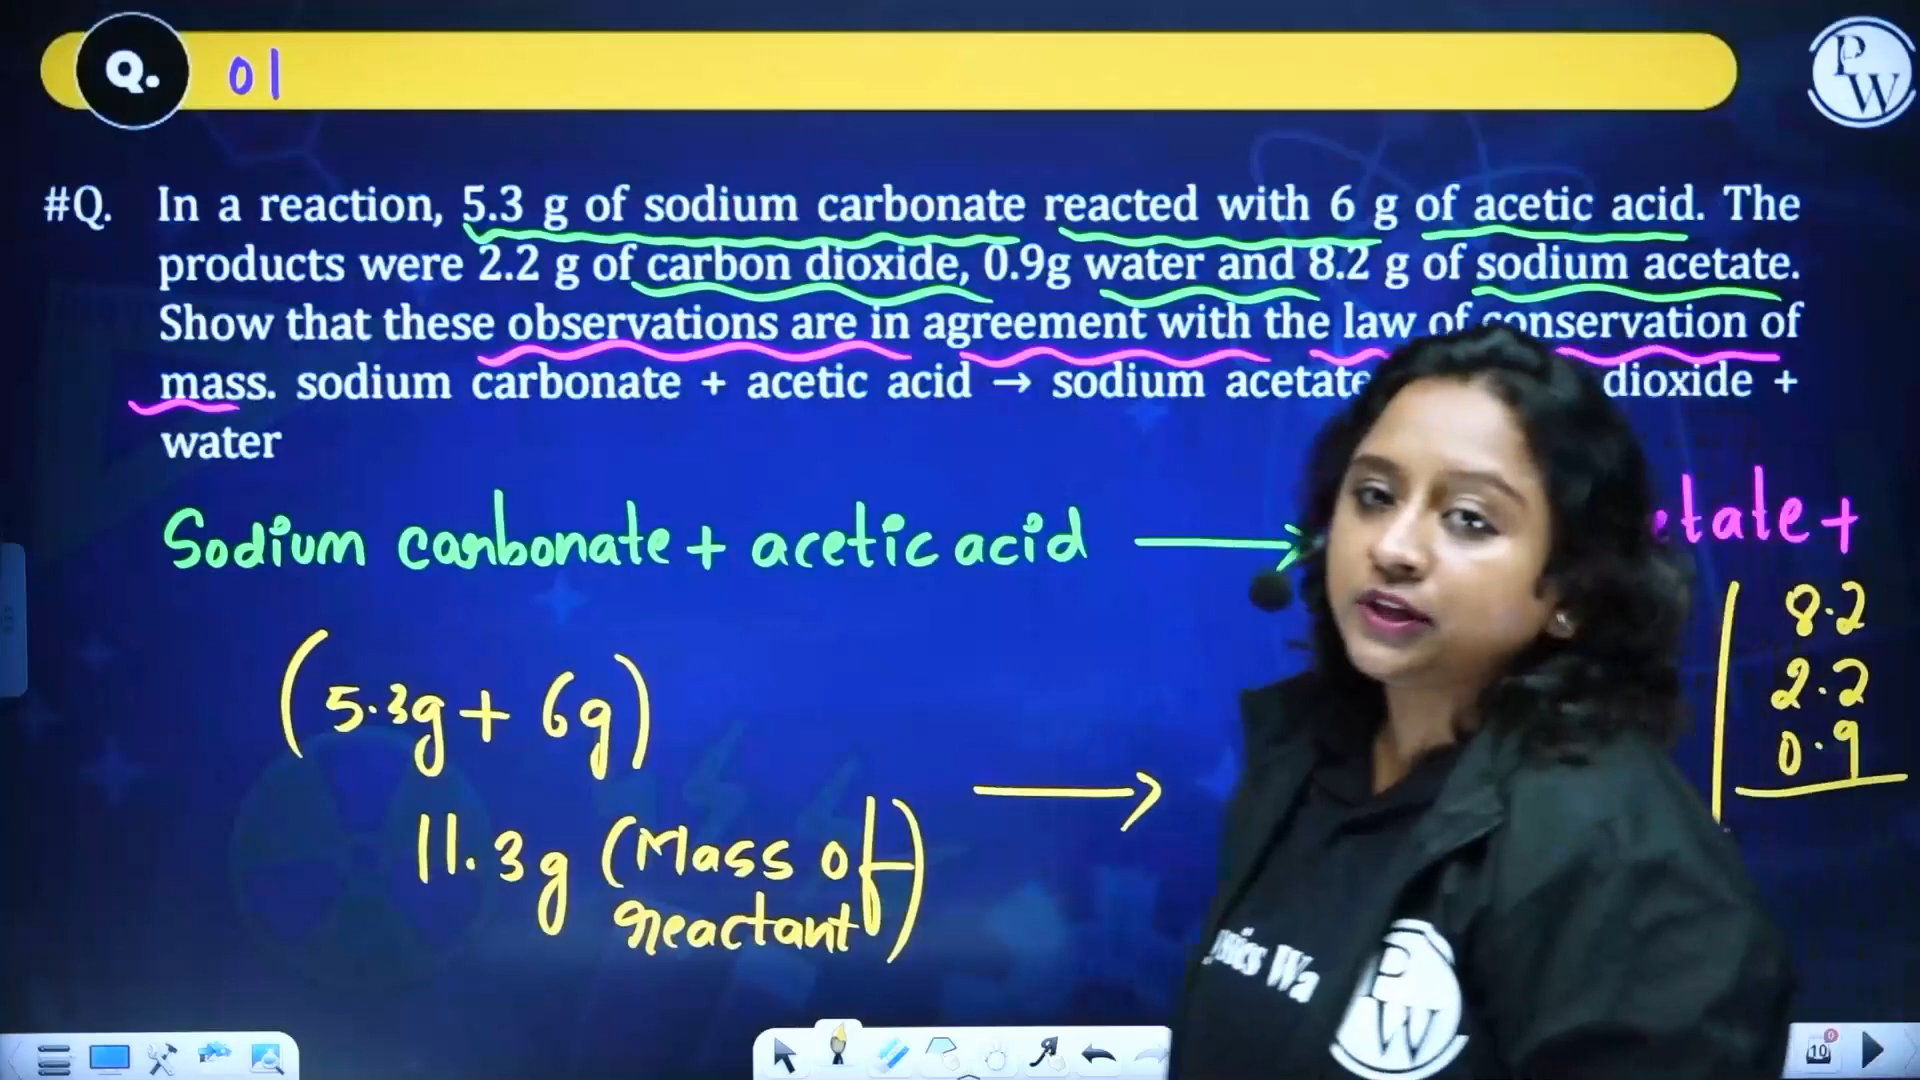 Q. 01
PW
#Q. In a reaction, 5.3 g of sodium carbonate reacted with 6 g of acetic acid. The
products were 2.2 g of carbon dioxide, 0.9g water and 8.2 g of sodium acetate.
Show that these observations are in agreement with the law of conservation of
mass. sodium carbonate + acetic acid → sodium acetate dioxide +
water
Sodium carbonate + acetic acid → etate +
(5.3g + 6g)
8.2
2.2
0.9
11.3g (Mass of reactant) →
PW
10